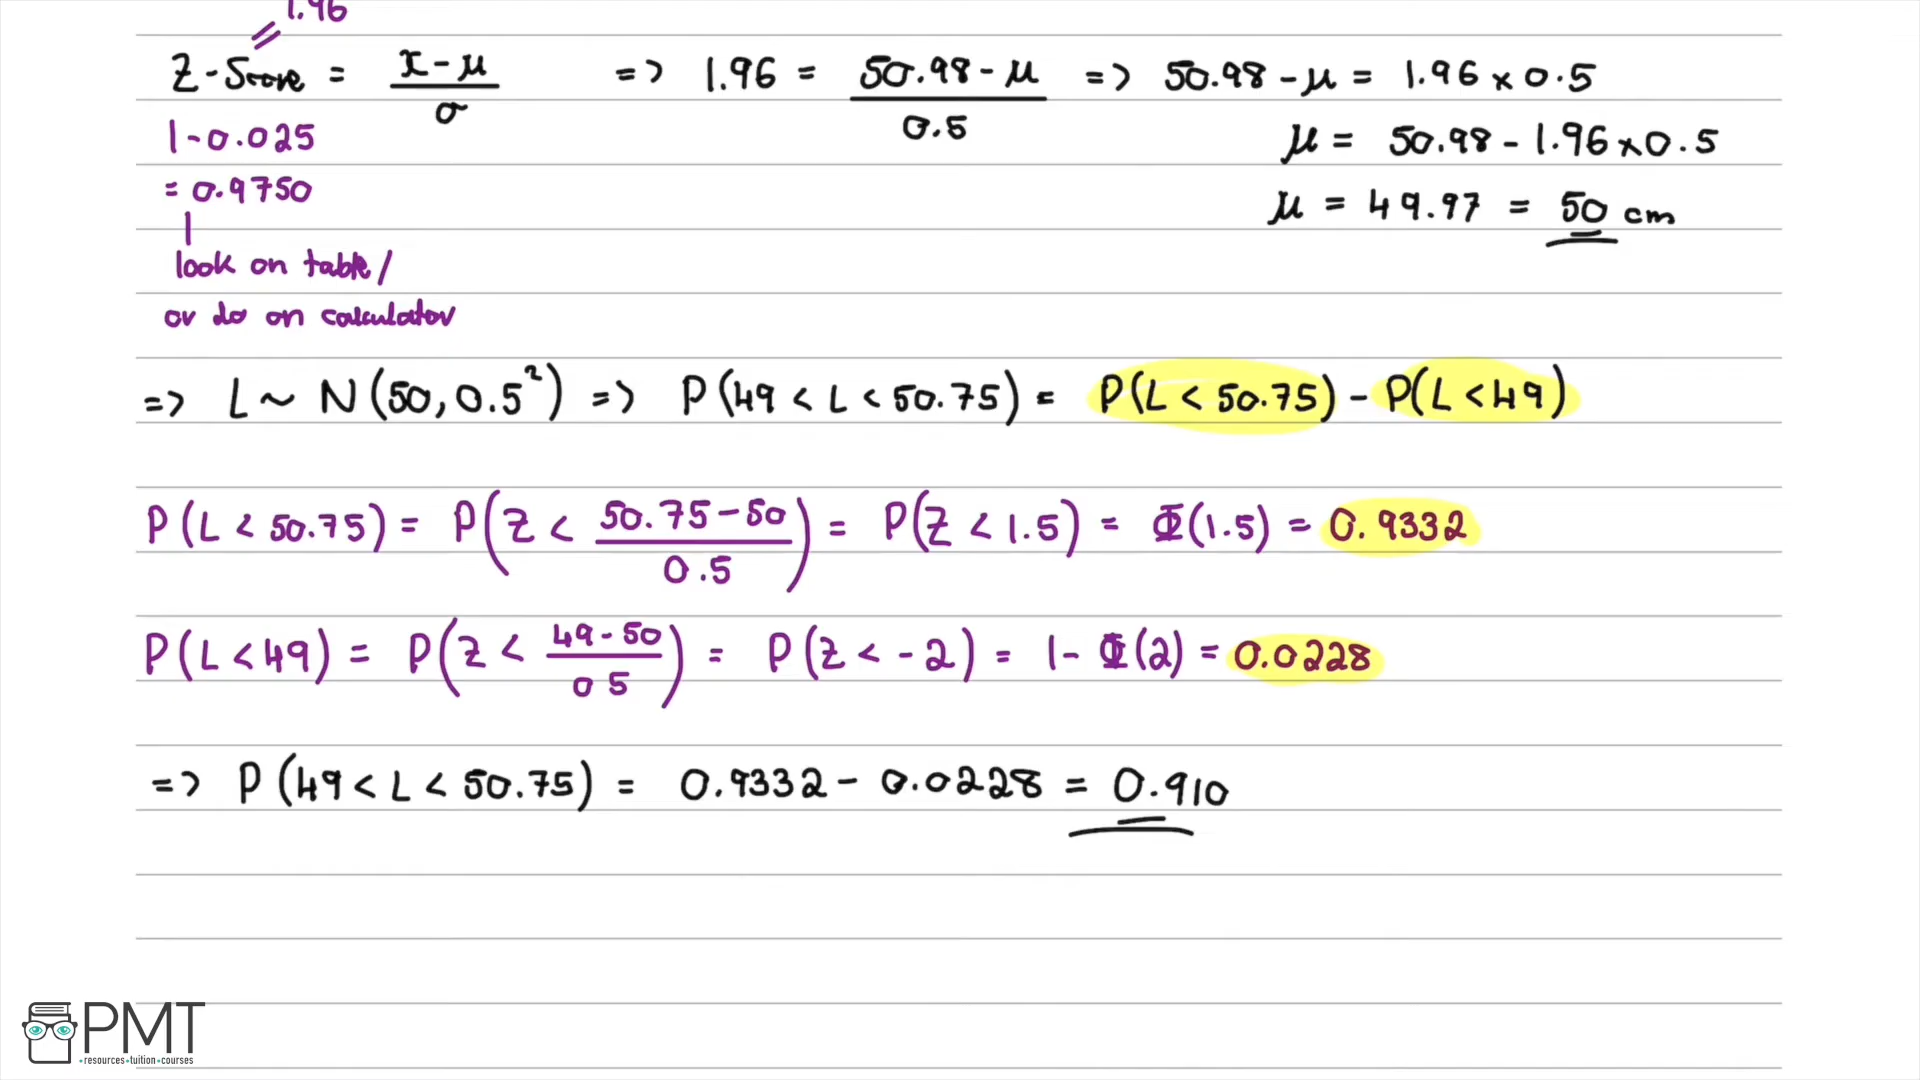 1.96
Z-Score = x-μ/σ => 1.96 = 50.98-μ/0.5 => 50.98-μ = 1.96 x 0.5
1-0.025
= 0.9750
μ = 50.98 - 1.96 x 0.5
μ = 49.97 = 50 cm
look on table/
or do on calculator
=> L ~ N(50, 0.5²) => P(49 < L < 50.75) = P(L < 50.75) - P(L < 49)
P(L < 50.75) = P(Z < 50.75-50/0.5) = P(Z < 1.5) = Φ(1.5) = 0.9332
P(L < 49) = P(Z < 49-50/0 5) = P(Z < -2) = 1- Φ(2) = 0.0228
=> P(49 < L < 50.75) = 0.9332 - 0.0228 = 0.910
PMT
•resources•tuition•courses